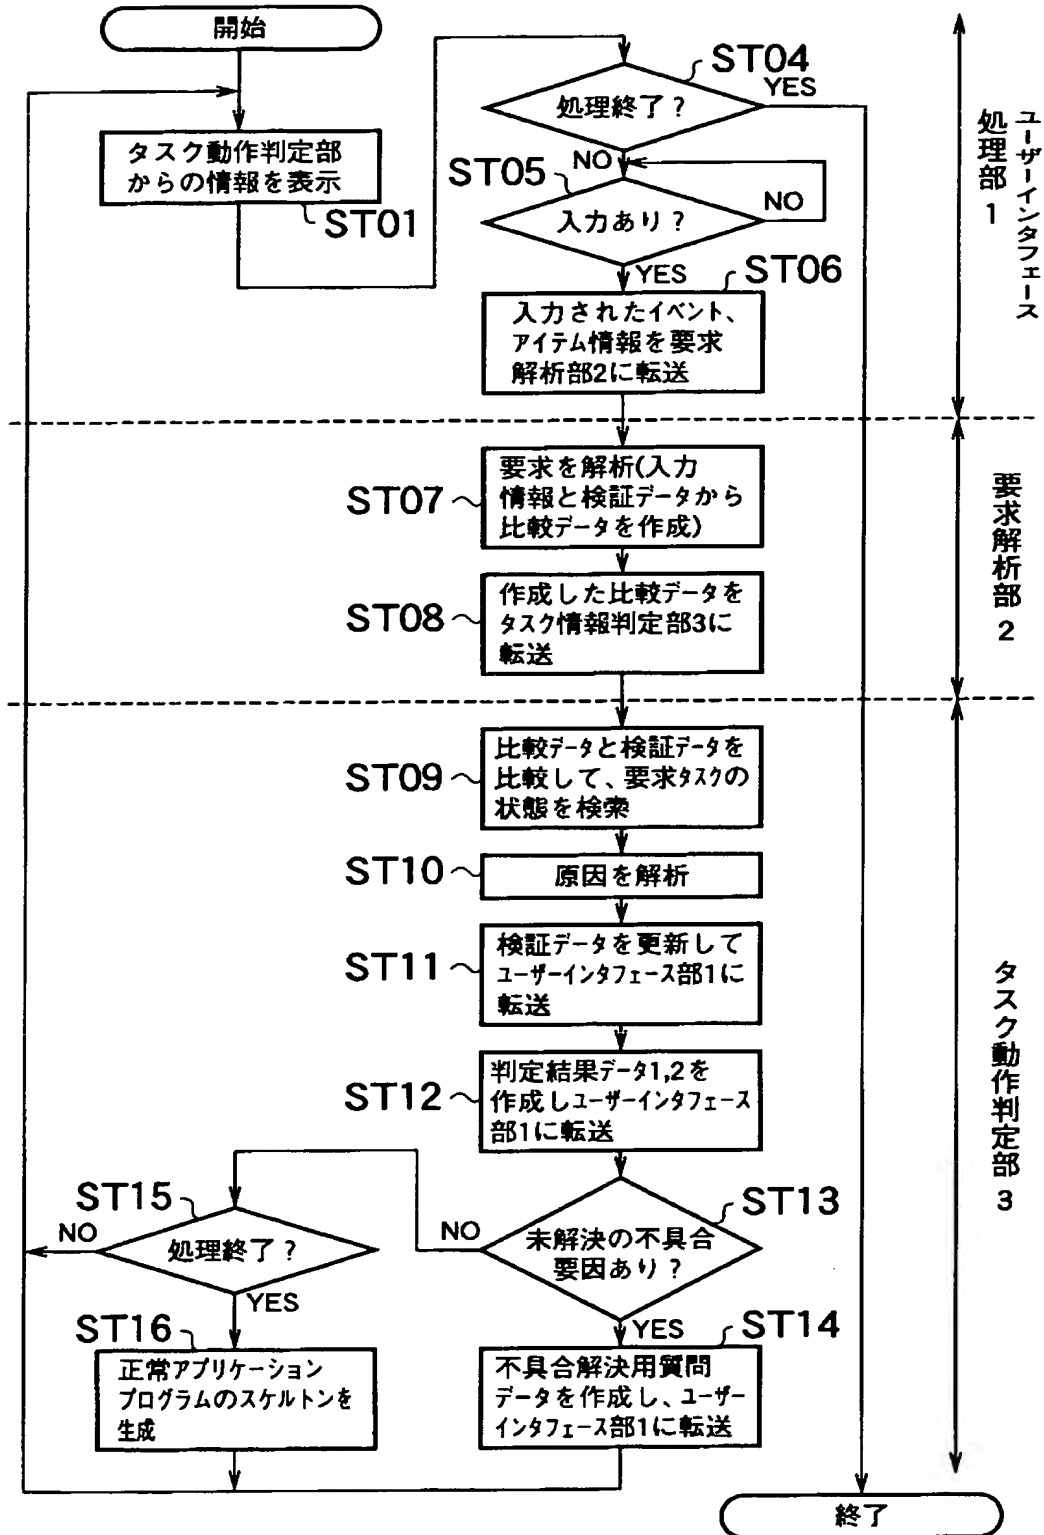 開始
タスク動作判定部
からの情報を表示
ST01
ST04
処理終了？
YES
NO
ST05
入力あり？
NO
YES
ST06
入力されたイベント、
アイテム情報を要求
解析部2に転送
ユーザーインタフェース
処理部 1
ST07
要求を解析(入力
情報と検証データから
比較データを作成)
ST08
作成した比較データを
タスク情報判定部3に
転送
要求解析部 2
ST09
比較データと検証データを
比較して、要求タスクの
状態を検索
ST10
原因を解析
ST11
検証データを更新して
ユーザーインタフェース部1に
転送
ST12
判定結果データ1,2を
作成しユーザーインタフェース
部1に転送
ST13
未解決の不具合
要因あり？
NO
YES
ST14
不具合解決用質問
データを作成し、ユーザー
インタフェース部1に転送
ST15
処理終了？
NO
YES
ST16
正常アプリケーション
プログラムのスケルトンを
生成
タスク動作判定部 3
終了